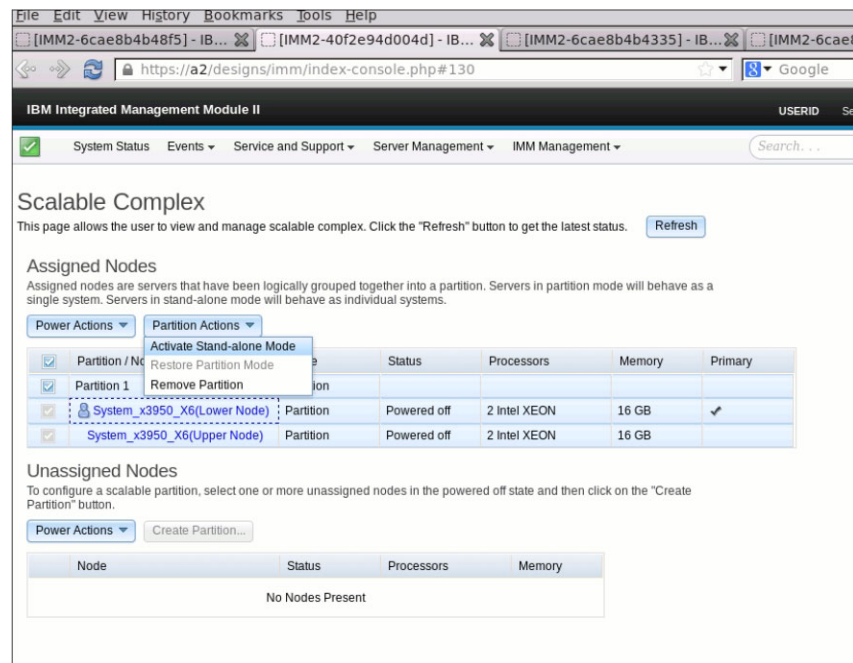 File Edit View History Bookmarks Tools Help
[IMM2-6cae8b4b48f5] - IB... [IMM2-40f2e94d004d] - IB... [IMM2-6cae8b4b4335] - IB... [IMM2-6cae8
https://a2/designs/imm/index-console.php#130 Google
IBM Integrated Management Module II USERID Se
System Status Events Service and Support Server Management IMM Management Search. . .
Scalable Complex
This page allows the user to view and manage scalable complex. Click the "Refresh" button to get the latest status. Refresh
Assigned Nodes
Assigned nodes are servers that have been logically grouped together into a partition. Servers in partition mode will behave as a
single system. Servers in stand-alone mode will behave as individual systems.
Power Actions Partition Actions
Activate Stand-alone Mode
Restore Partition Mode
Remove Partition
Partition / No e Status Processors Memory Primary
Partition 1 ition
System_x3950_X6(Lower Node) Partition Powered off 2 Intel XEON 16 GB
System_x3950_X6(Upper Node) Partition Powered off 2 Intel XEON 16 GB
Unassigned Nodes
To configure a scalable partition, select one or more unassigned nodes in the powered off state and then click on the "Create
Partition" button.
Power Actions Create Partition...
Node Status Processors Memory
No Nodes Present